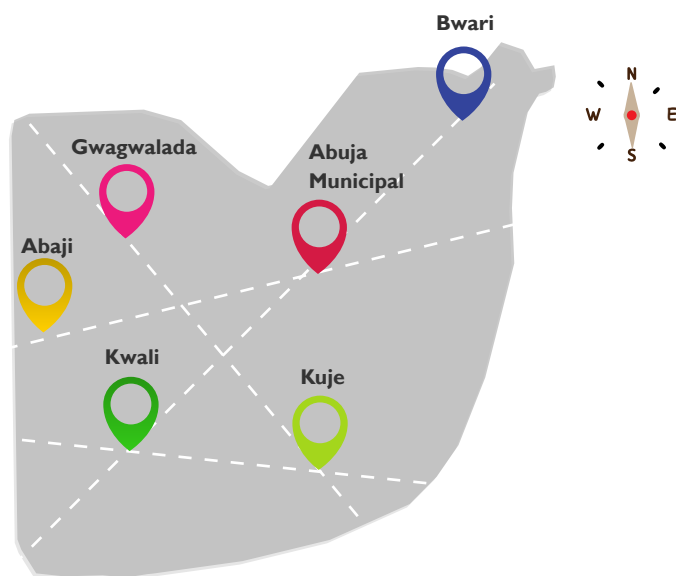 Bwari
N
W
E
S
Gwagwalada
Abuja
Municipal
Abaji
Kwali
Kuje